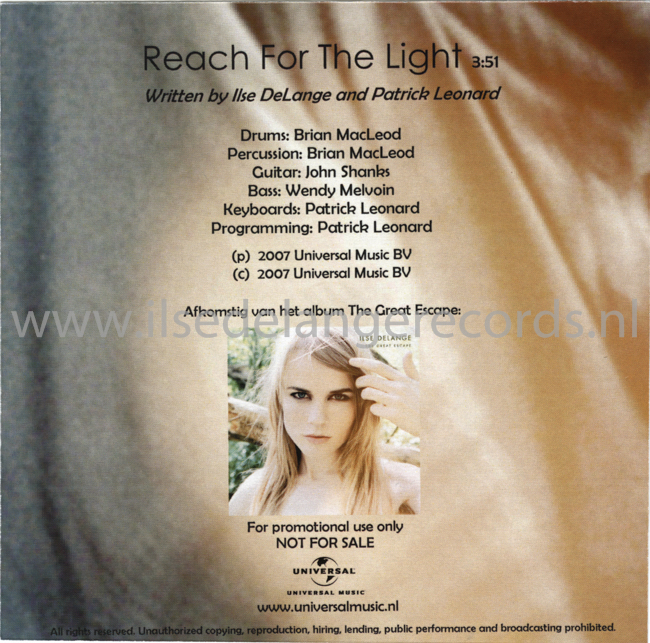 Reach For The Light 3:51
Written by Ilse DeLange and Patrick Leonard
Drums: Brian MacLeod
Percussion: Brian MacLeod
Guitar: John Shanks
Bass: Wendy Melvoin
Keyboards: Patrick Leonard
Programming: Patrick Leonard
(p) 2007 Universal Music BV
(c) 2007 Universal Music BV
Afkomstig van het album The Great Escape:
www.ilsedelangerecords.nl
ILSE DELANGE
GREAT ESCAPE
For promotional use only
NOT FOR SALE
UNIVERSAL
UNIVERSAL MUSIC
www.universalmusic.nl
All rights reserved. Unauthorized copying, reproduction, hiring, lending, public performance and broadcasting prohibited.